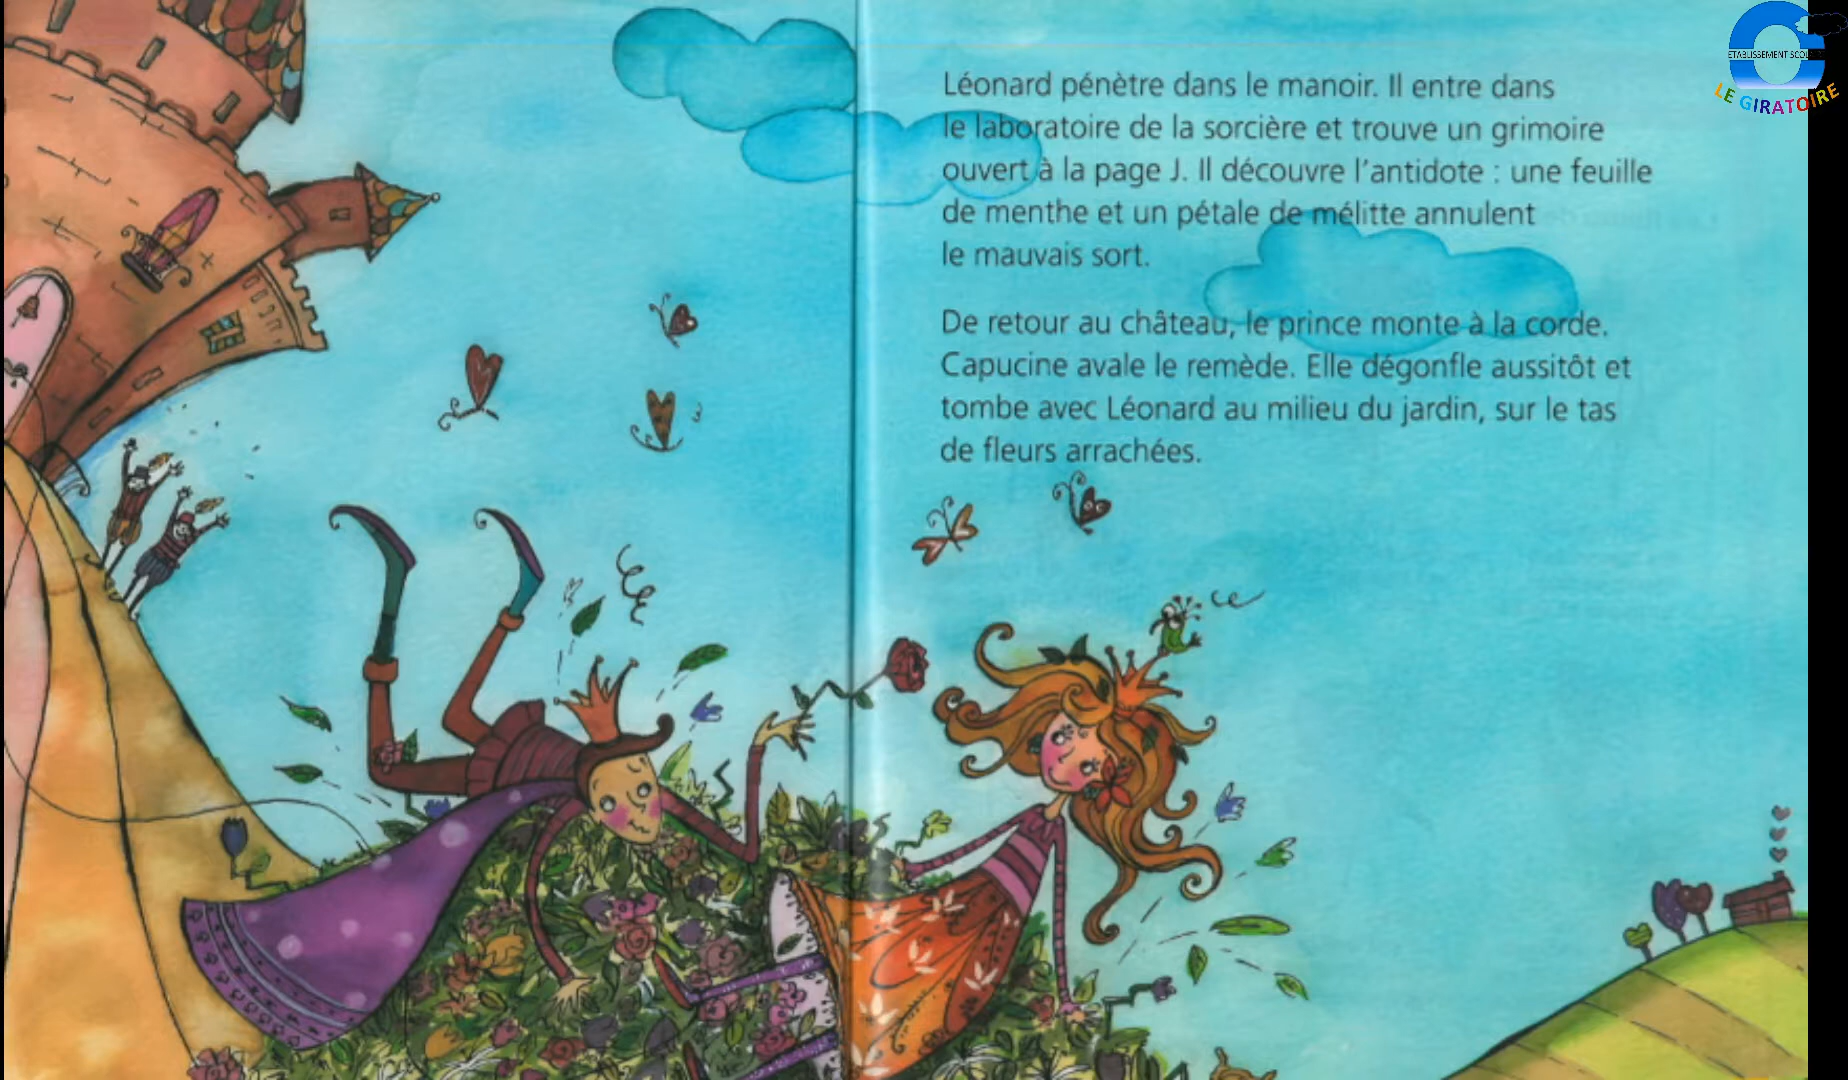 Léonard pénètre dans le manoir. Il entre dans
le laboratoire de la sorcière et trouve un grimoire
ouvert à la page J. Il découvre l'antidote : une feuille
de menthe et un pétale de mélitte annulent
le mauvais sort.
De retour au château, le prince monte à la corde.
Capucine avale le remède. Elle dégonfle aussitôt et
tombe avec Léonard au milieu du jardin, sur le tas
de fleurs arrachées.
ETABLISSEMENT
LE GIRATOIRE